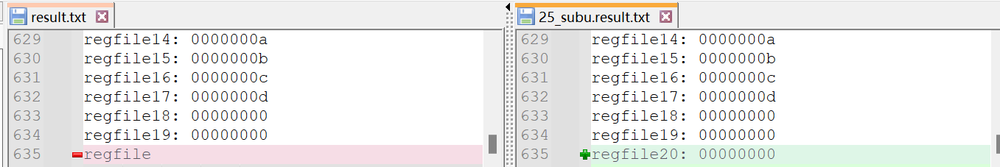 result.txt
629 regfile14: 0000000a
630 regfile15: 0000000b
631 regfile16: 0000000c
632 regfile17: 0000000d
633 regfile18: 00000000
634 regfile19: 00000000
635 regfile
25_subu.result.txt
629 regfile14: 0000000a
630 regfile15: 0000000b
631 regfile16: 0000000c
632 regfile17: 0000000d
633 regfile18: 00000000
634 regfile19: 00000000
635 regfile20: 00000000